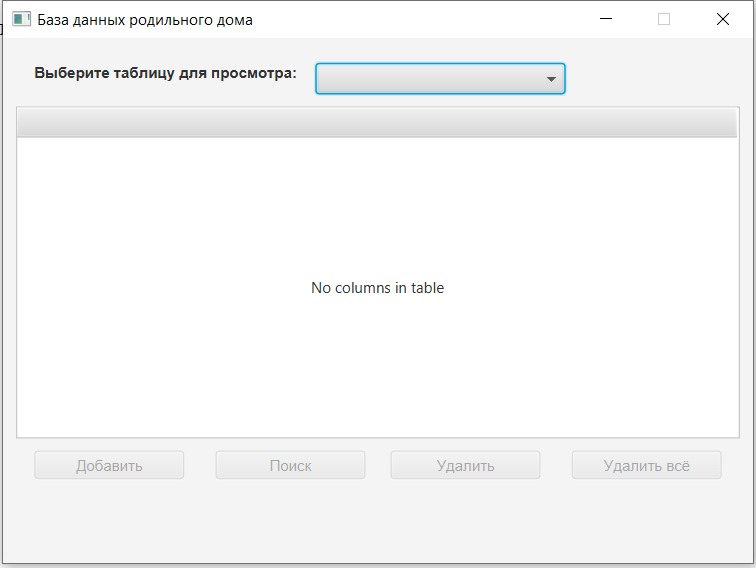 База данных родильного дома
Выберите таблицу для просмотра:
No columns in table
Добавить Поиск Удалить Удалить всё